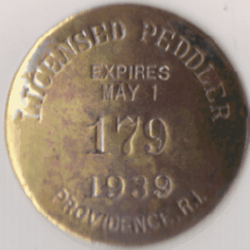 LICENSED PEDDLER
EXPIRES
MAY 1
179
1939
PROVIDENCE, R.I.